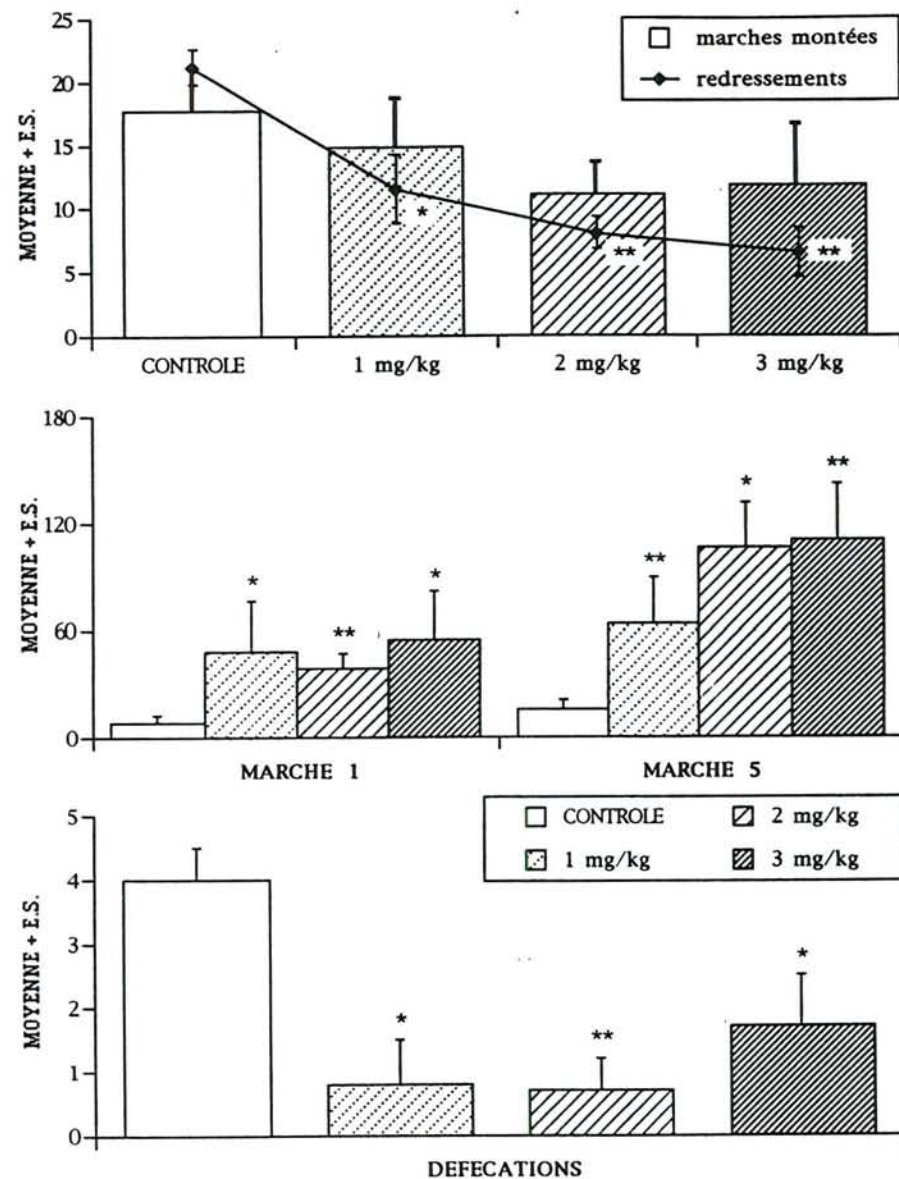 25
20
15
10
5
0
MOYENNE + E.S.
marches montées
redressements
*
**
**
CONTROLE 1 mg/kg 2 mg/kg 3 mg/kg
180
120
60
0
MOYENNE + E.S.
*
**
*
**
*
**
MARCHE 1 MARCHE 5
5
4
3
2
1
0
MOYENNE + E.S.
CONTROLE 2 mg/kg
1 mg/kg 3 mg/kg
*
**
*
DEFECATIONS